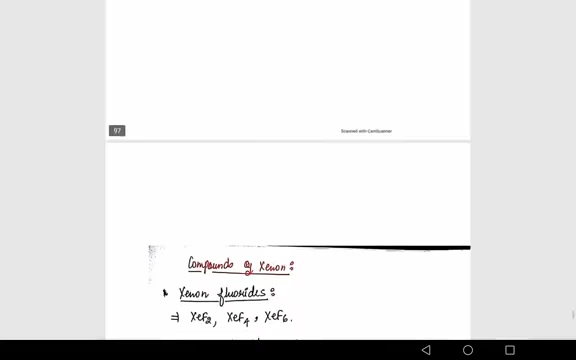 97
Scanned with CamScanner
Compounds of Xenon :
* Xenon fluorides :
⇒ XeF2, XeF4, XeF6.